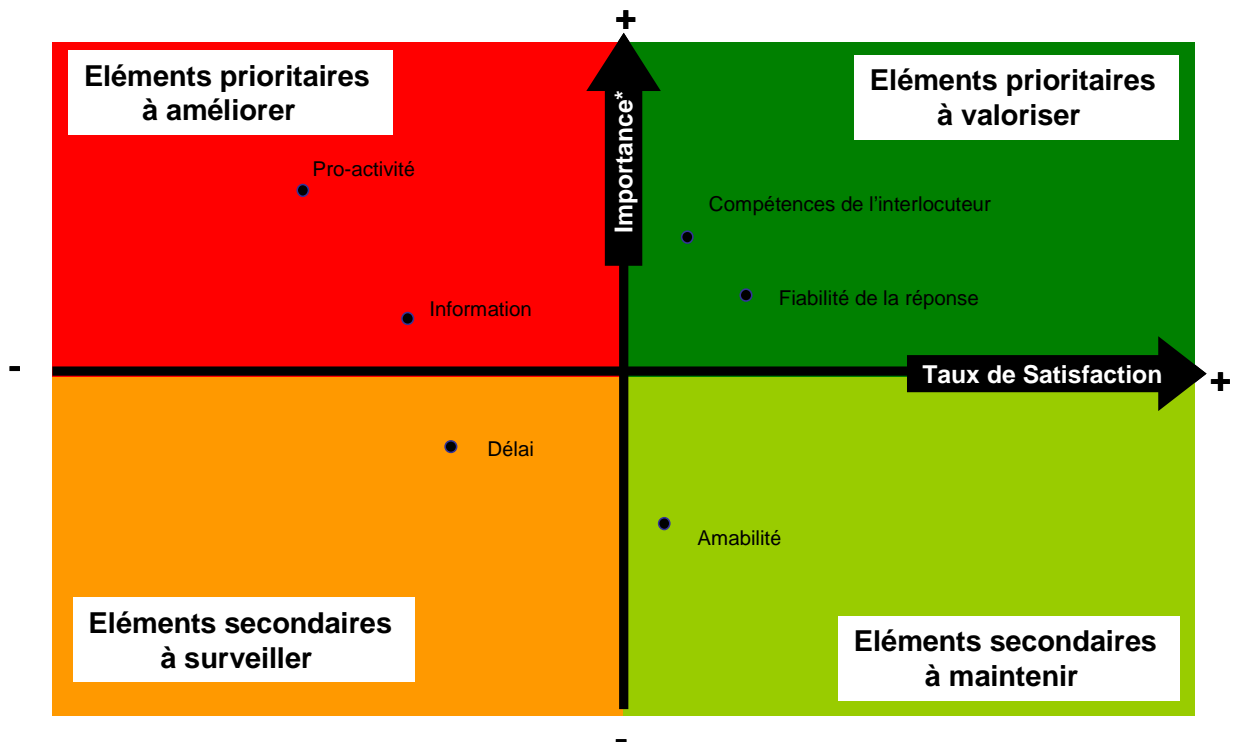 +
Eléments prioritaires
à améliorer
Eléments prioritaires
à valoriser
Importance*
Pro-activité
Compétences de l'interlocuteur
Fiabilité de la réponse
Information
-
Taux de Satisfaction
+
Délai
Amabilité
Eléments secondaires
à surveiller
Eléments secondaires
à maintenir
-